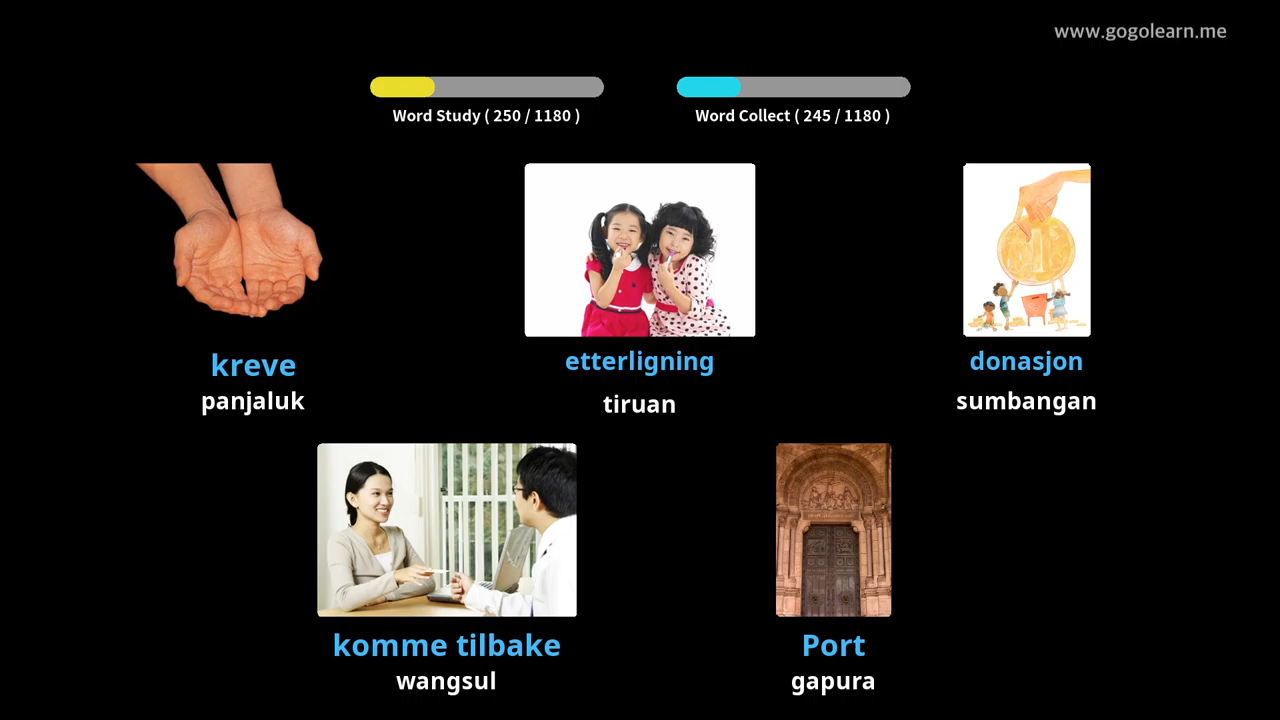 www.gogolearn.me
Word Study ( 250 / 1180 )
Word Collect ( 245 / 1180 )
kreve
panjaluk
etterligning
tiruan
donasjon
sumbangan
komme tilbake
wangsul
Port
gapura